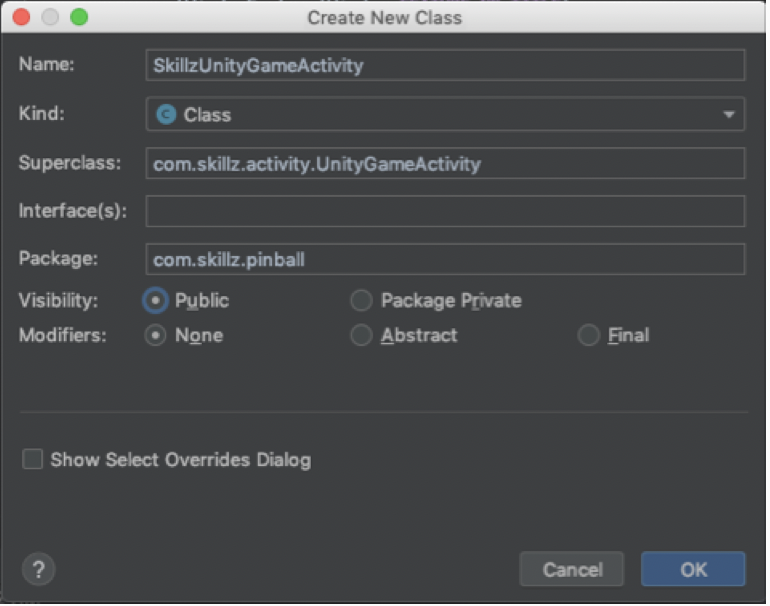 Create New Class
Name: SkillzUnityGameActivity
Kind: C Class
Superclass: com.skillz.activity.UnityGameActivity
Interface(s):
Package: com.skillz.pinball
Visibility: Public Package Private
Modifiers: None Abstract Final
Show Select Overrides Dialog
? Cancel OK